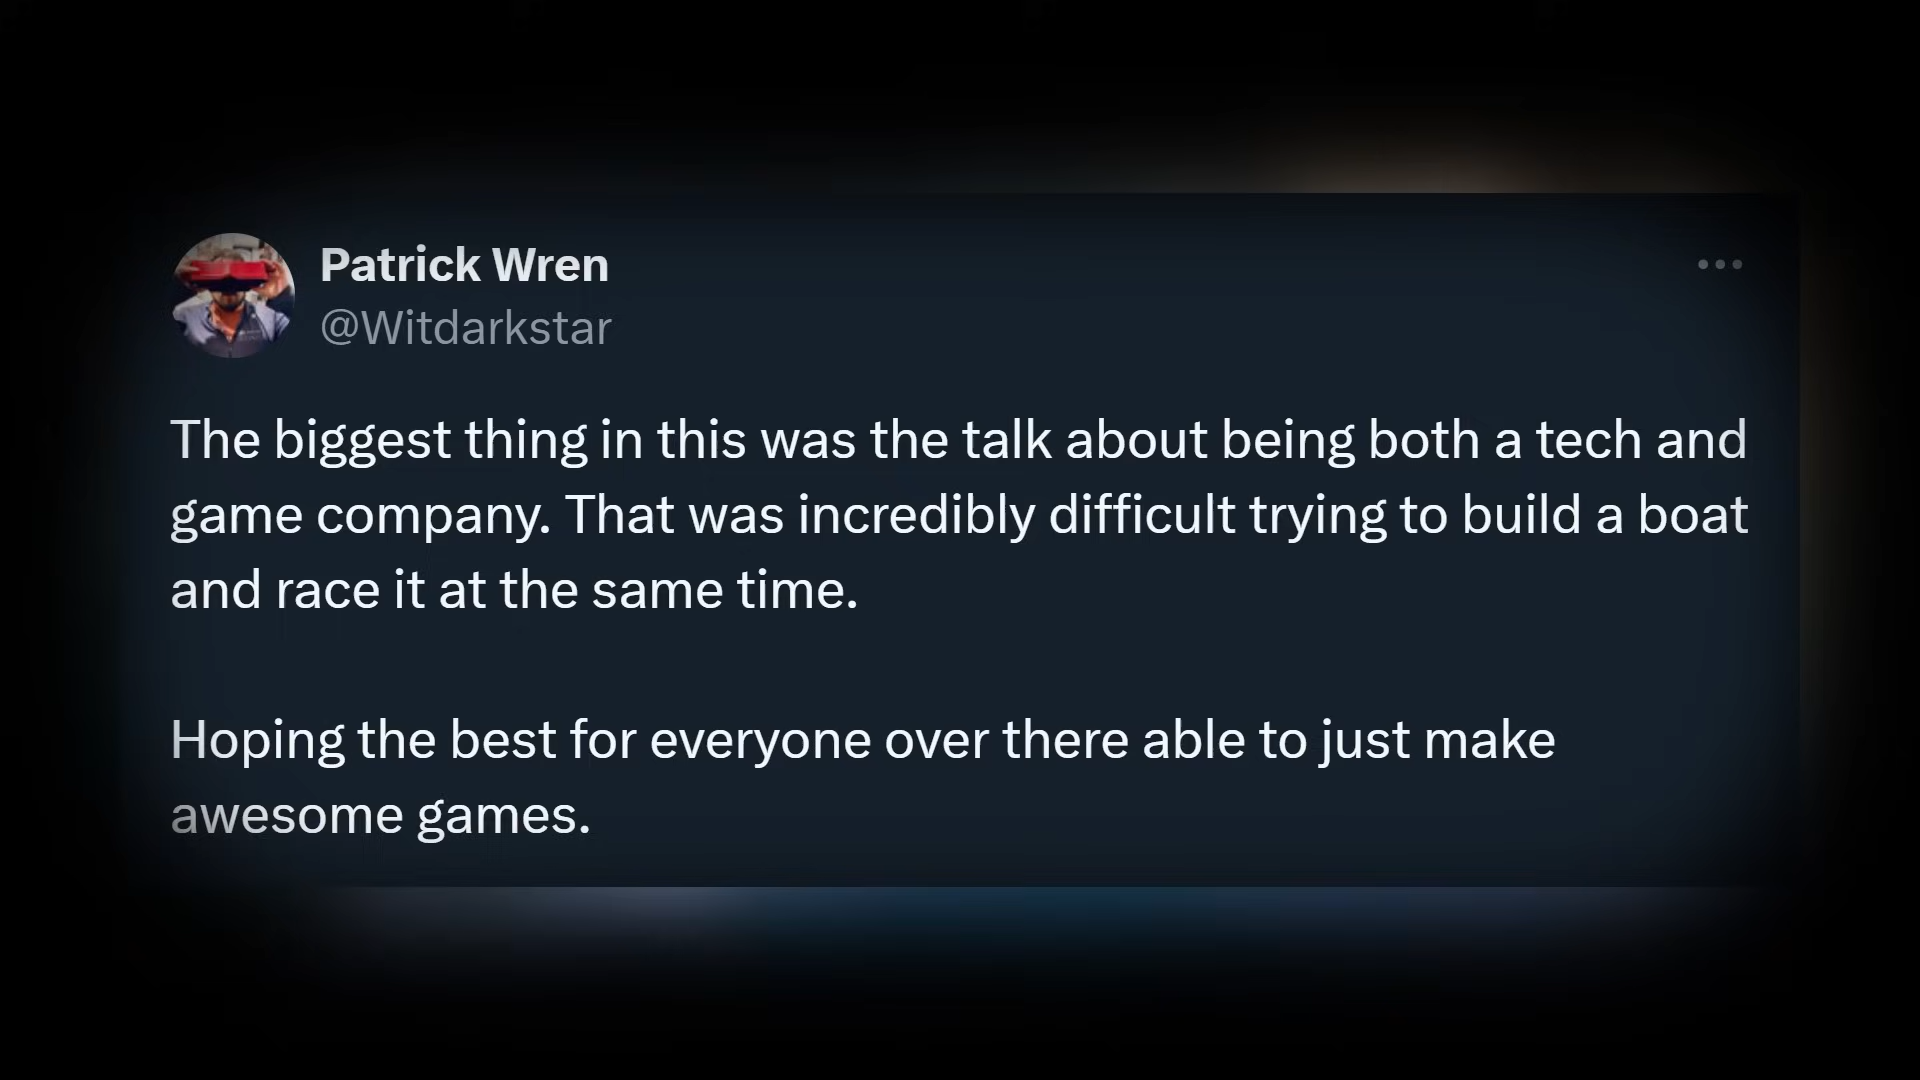 Patrick Wren
@Witdarkstar
The biggest thing in this was the talk about being both a tech and
game company. That was incredibly difficult trying to build a boat
and race it at the same time.
Hoping the best for everyone over there able to just make
awesome games.